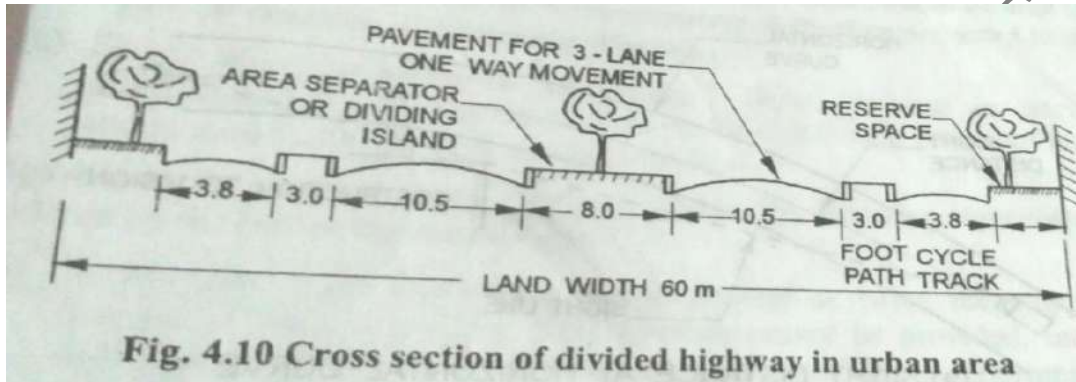 PAVEMENT FOR 3 - LANE
ONE WAY MOVEMENT
AREA SEPARATOR
OR DIVIDING
ISLAND
RESERVE
SPACE
3.8
3.0
10.5
8.0
10.5
3.0
3.8
FOOT CYCLE
PATH TRACK
LAND WIDTH 60 m
Fig. 4.10 Cross section of divided highway in urban area